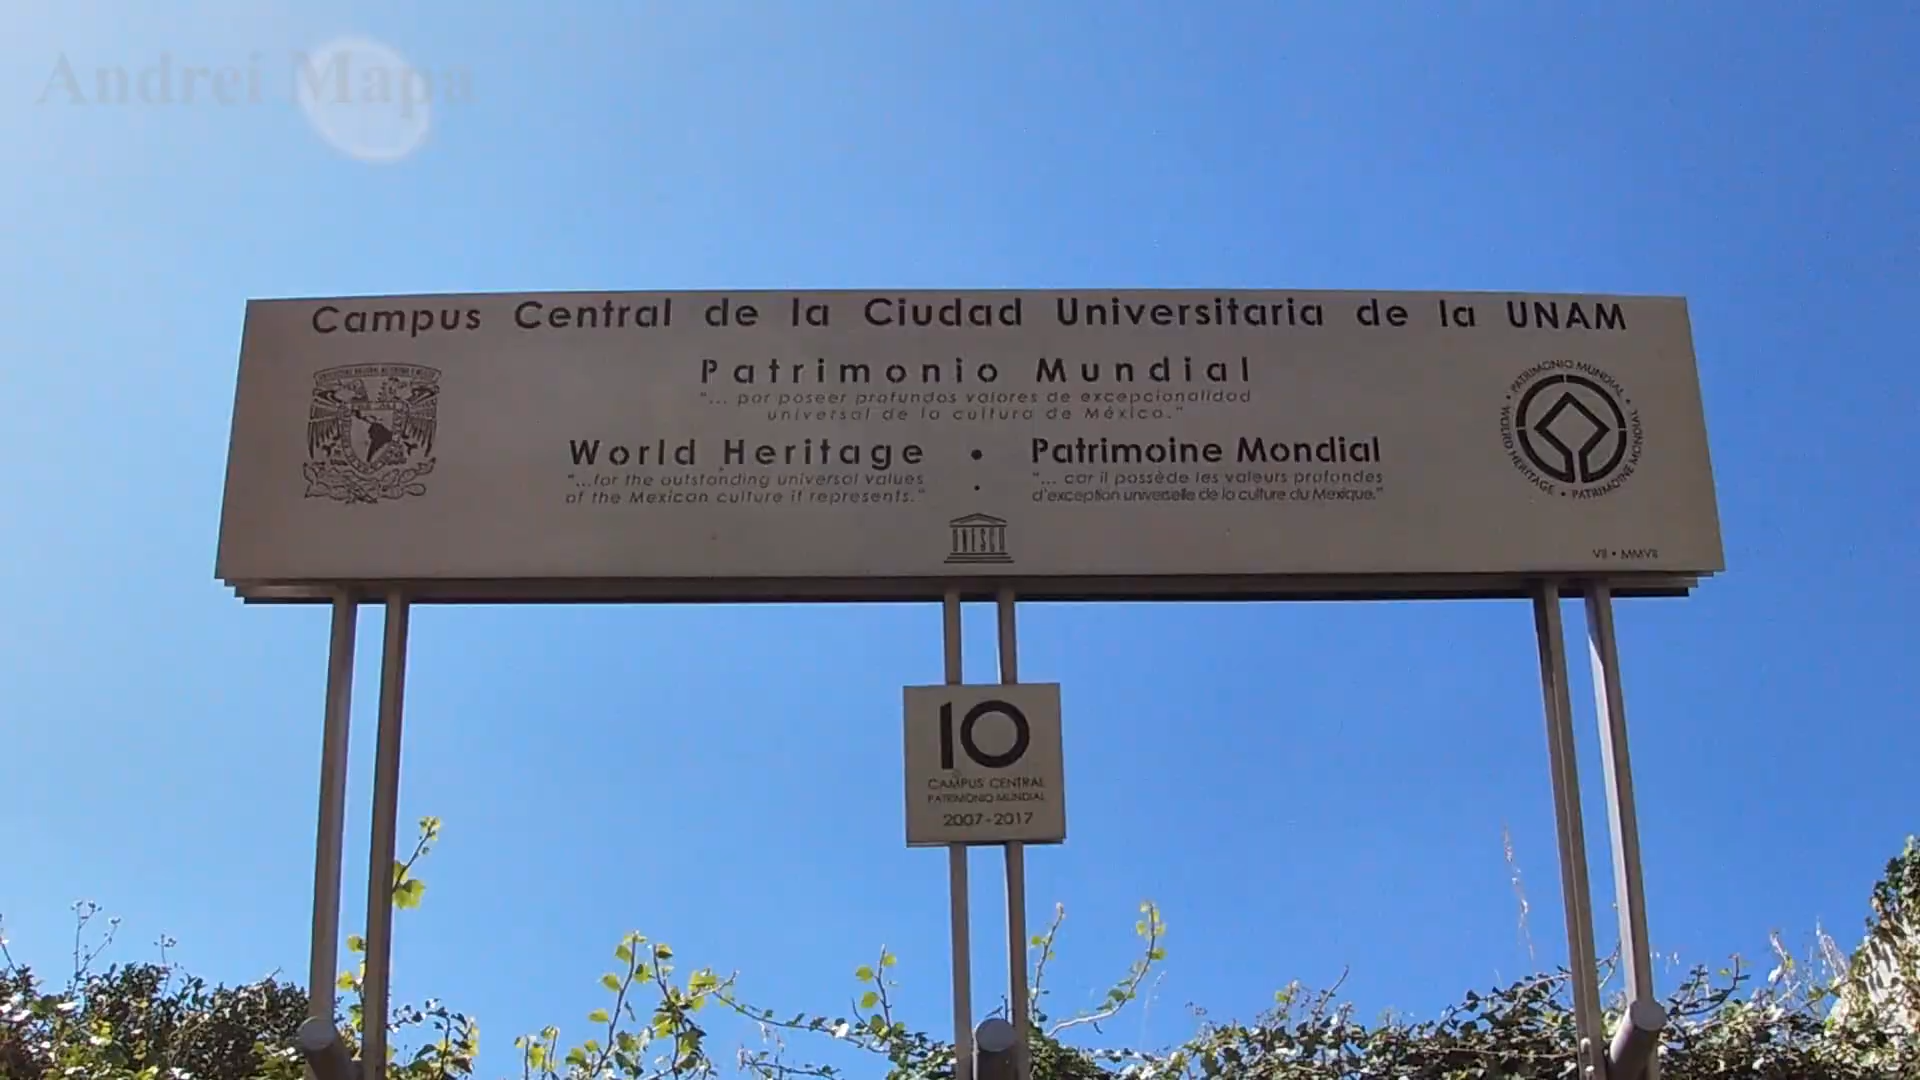 Andrei Mapa
Campus Central de la Ciudad Universitaria de la UNAM
Patrimonio Mundial
"... por poseer profundos valores de excepcionalidad
universal de la cultura de México."
World Heritage • Patrimoine Mondial
"...for the outstanding universal values
of the Mexican culture it represents."
"... car il possède les valeurs profondes
d'exception universelle de la culture du Mexique."
PATRIMONIO MUNDIAL • WORLD HERITAGE • PATRIMOINE MONDIAL •
UNESCO
VII • MMVII
10
CAMPUS CENTRAL
PATRIMONIO MUNDIAL
2007-2017